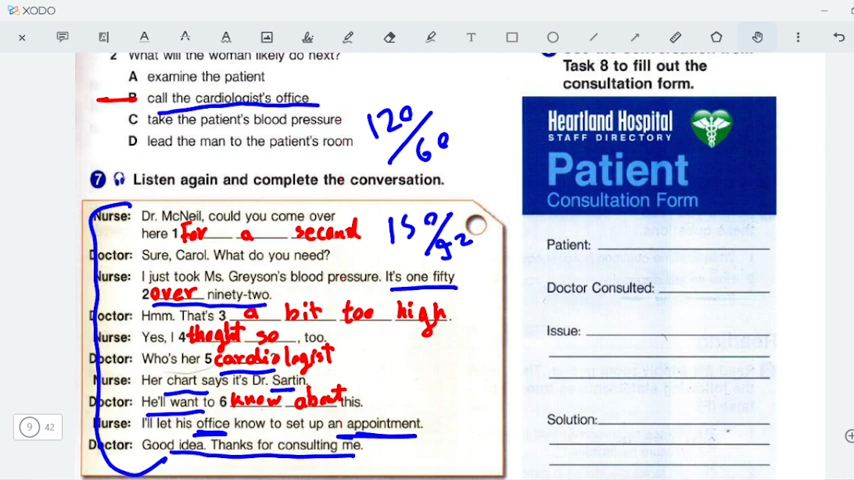 XODO
2 What will the woman likely do next?
A examine the patient
B call the cardiologist's office
C take the patient's blood pressure
D lead the man to the patient's room
120/60
7 Listen again and complete the conversation.
Nurse: Dr. McNeil, could you come over
here 1 For a second
Doctor: Sure, Carol. What do you need?
Nurse: I just took Ms. Greyson's blood pressure. It's one fifty
2 over ninety-two.
150/92
Doctor: Hmm. That's 3 a bit too high.
Nurse: Yes, I 4 thoght so, too.
Doctor: Who's her 5 cardiologist
Nurse: Her chart says it's Dr. Sartin.
Doctor: He'll want to 6 know about this.
Nurse: I'll let his office know to set up an appointment.
Doctor: Good idea. Thanks for consulting me.
Task 8 to fill out the
consultation form.
Heartland Hospital
STAFF DIRECTORY
Patient
Consultation Form
Patient:
Doctor Consulted:
Issue:
Solution:
9 42